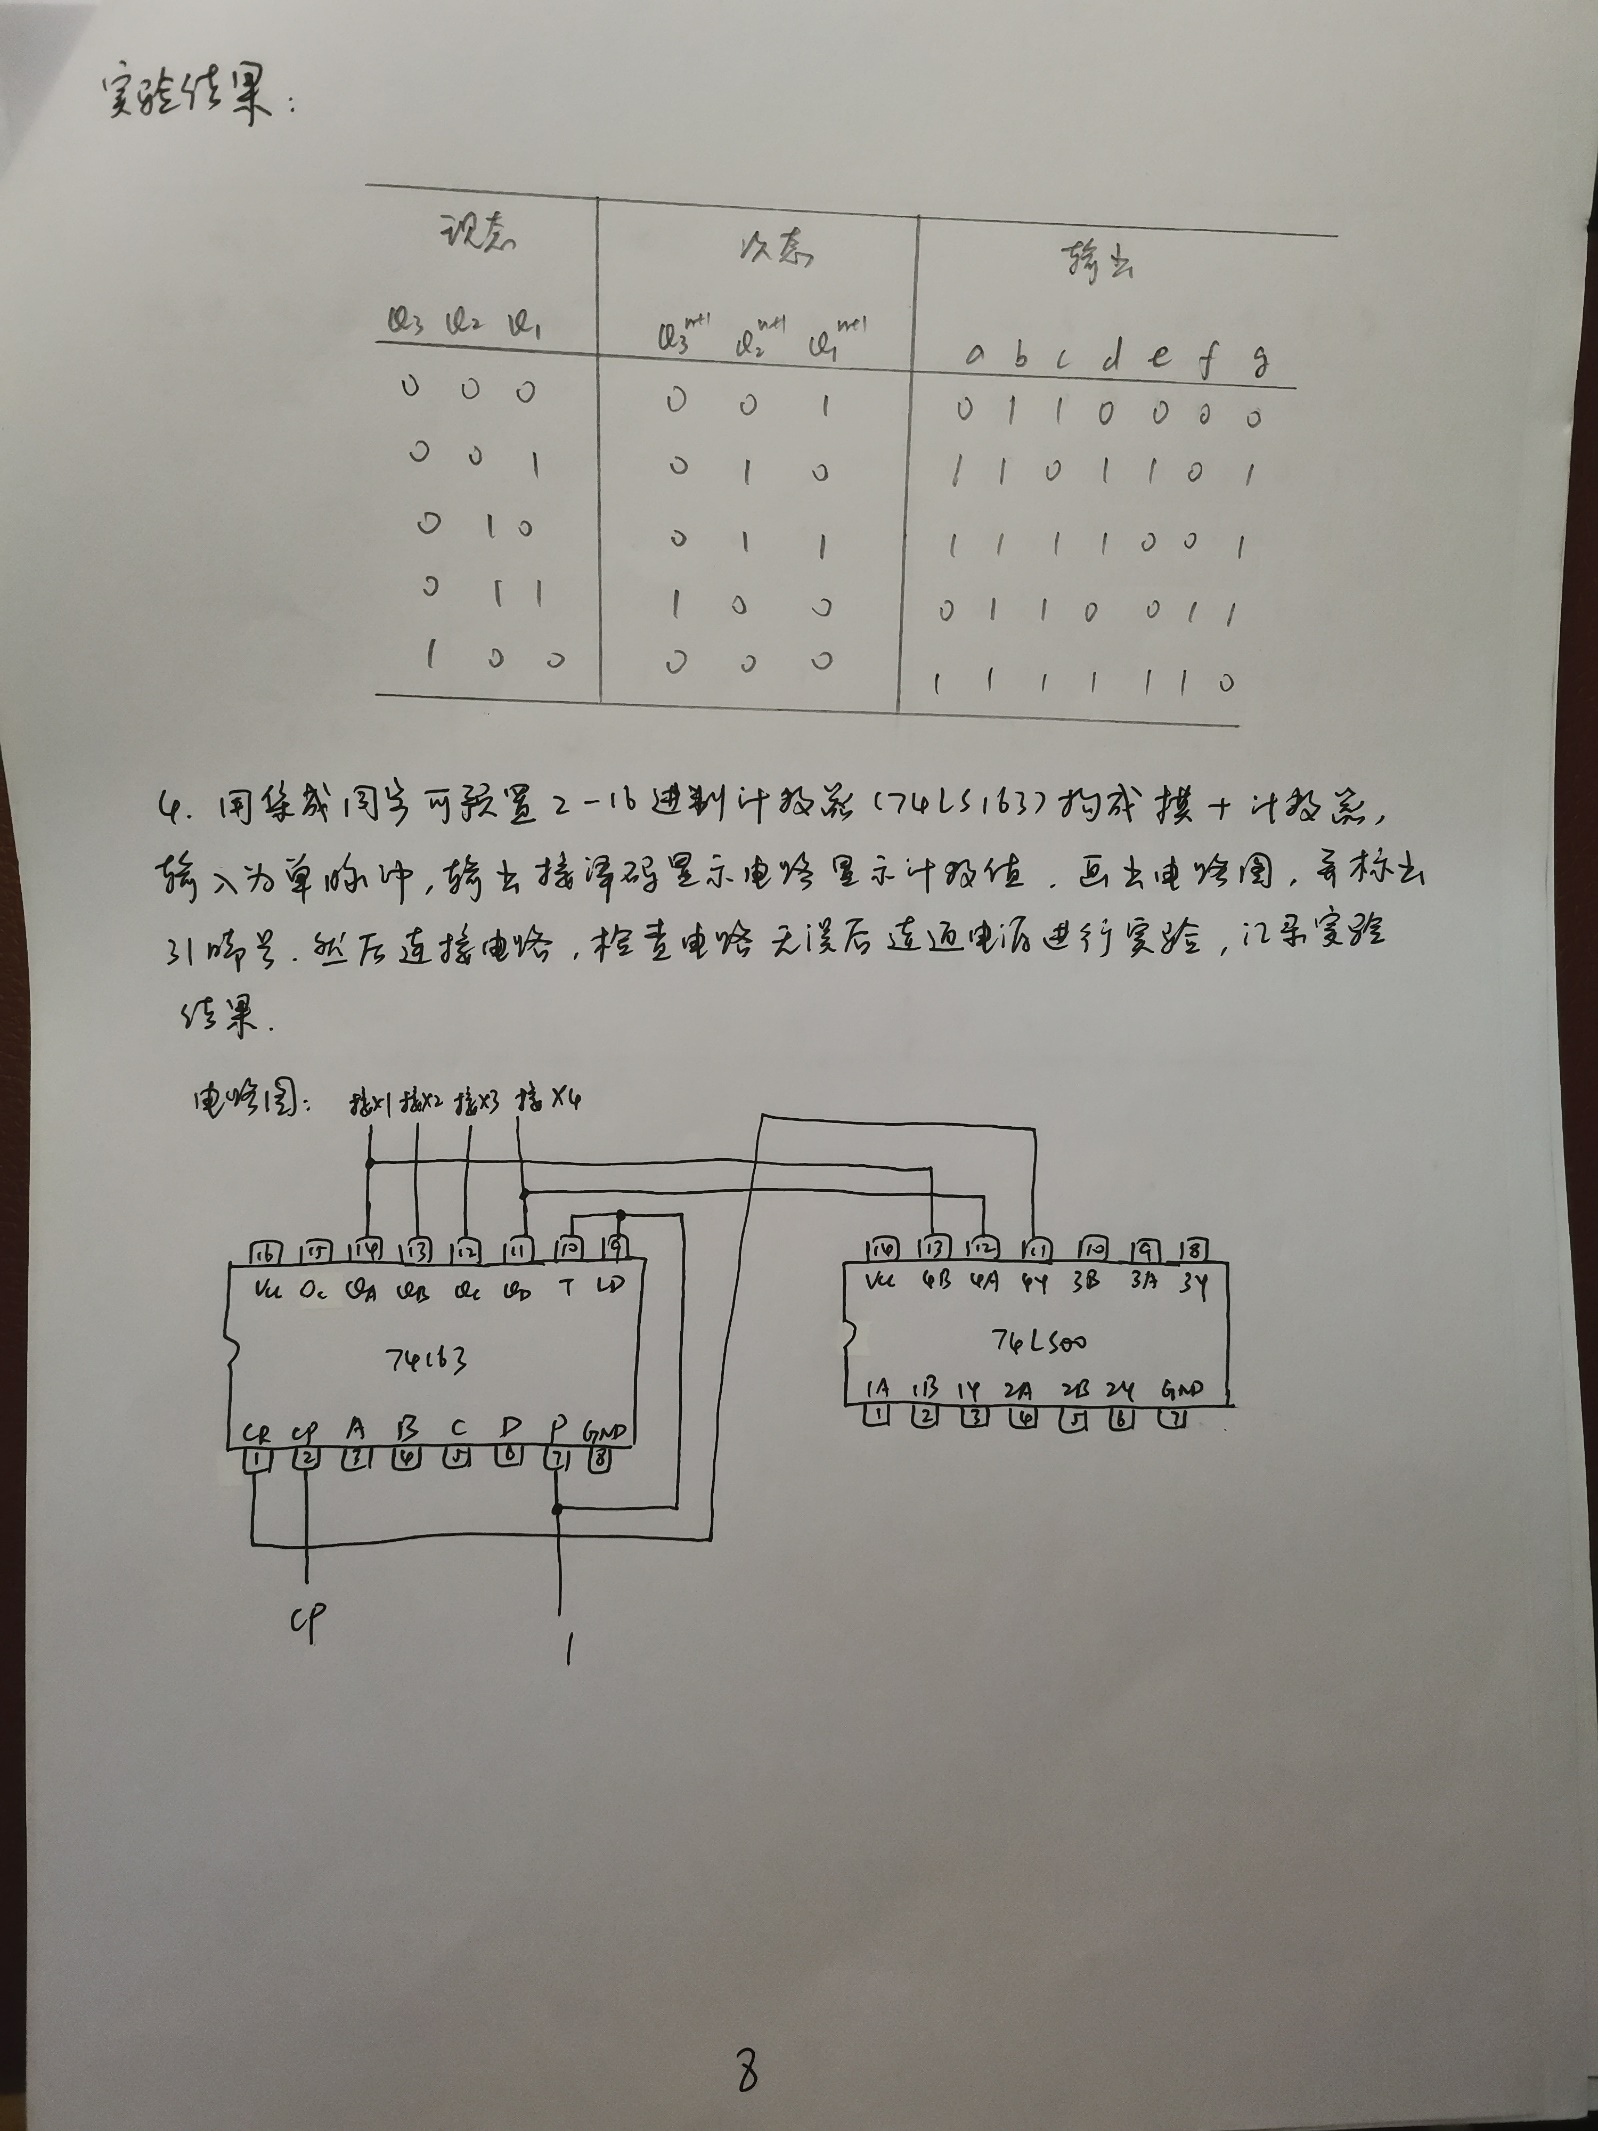 实验结果:
现态 次态 输出
Q3 Q2 Q1 Q3^n+1 Q2^n+1 Q1^n+1 a b c d e f g
0 0 0 0 0 1 0 1 1 0 0 0 0
0 0 1 0 1 0 1 1 0 1 1 0 1
0 1 0 0 1 1 1 1 1 1 0 0 1
0 1 1 1 0 0 0 1 1 0 0 1 1
1 0 0 0 0 0 1 1 1 1 1 1 0
4. 用集成同步可预置2-16进制计数器(74LS163)构成摸十计数器,
输入为单脉冲,输出接译码显示电路显示计数值. 画出电路图,并标出
引脚号. 然后连接电路,检查电路无误后连通电源进行实验,记录实验
结果.
电路图: 接X1 接X2 接X3 接X4
16 15 14 13 12 11 10 9
Vcc Oc QA QB QC QD T LD
74163
CR CP A B C D P GND
1 2 3 4 5 6 7 8
CP
1
14 13 12 11 10 9 8
Vcc 4B 4A 4Y 3B 3A 3Y
74LS00
1A 1B 1Y 2A 2B 2Y GND
1 2 3 4 5 6 7
8